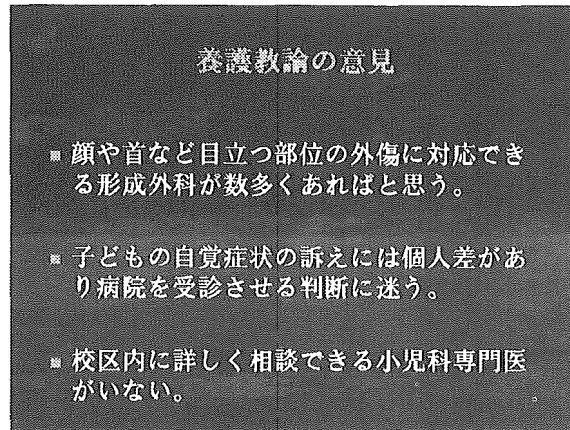 養護教諭の意見
■ 顔や首など目立つ部位の外傷に対応でき
る形成外科が数多くあればと思う。
■ 子どもの自覚症状の訴えには個人差があ
り病院を受診させる判断に迷う。
■ 校区内に詳しく相談できる小児科専門医
がいない。